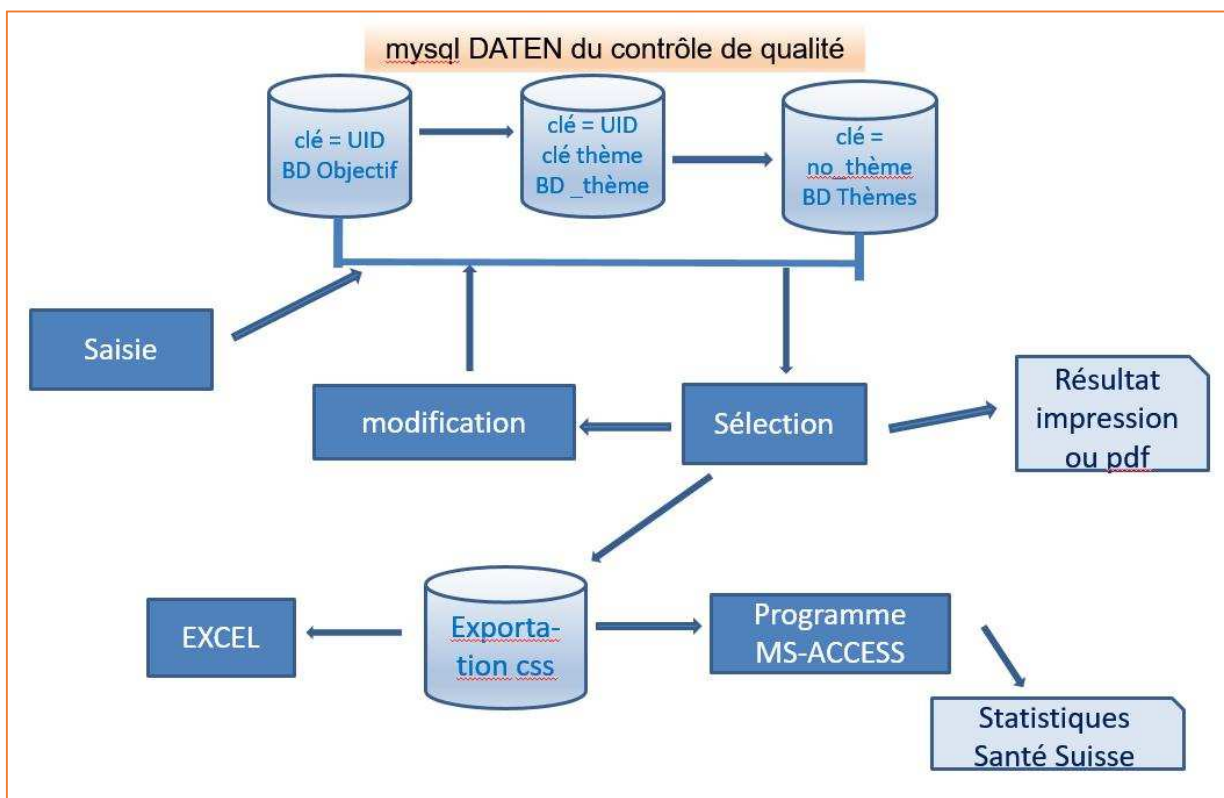 mysql DATEN du contrôle de qualité
clé = UID
BD Objectif
clé = UID
clé thème
BD _thème
clé =
no_thème
BD Thèmes
Saisie
modification
Sélection
Résultat
impression
ou pdf
EXCEL
Exporta-
tion css
Programme
MS-ACCESS
Statistiques
Santé Suisse